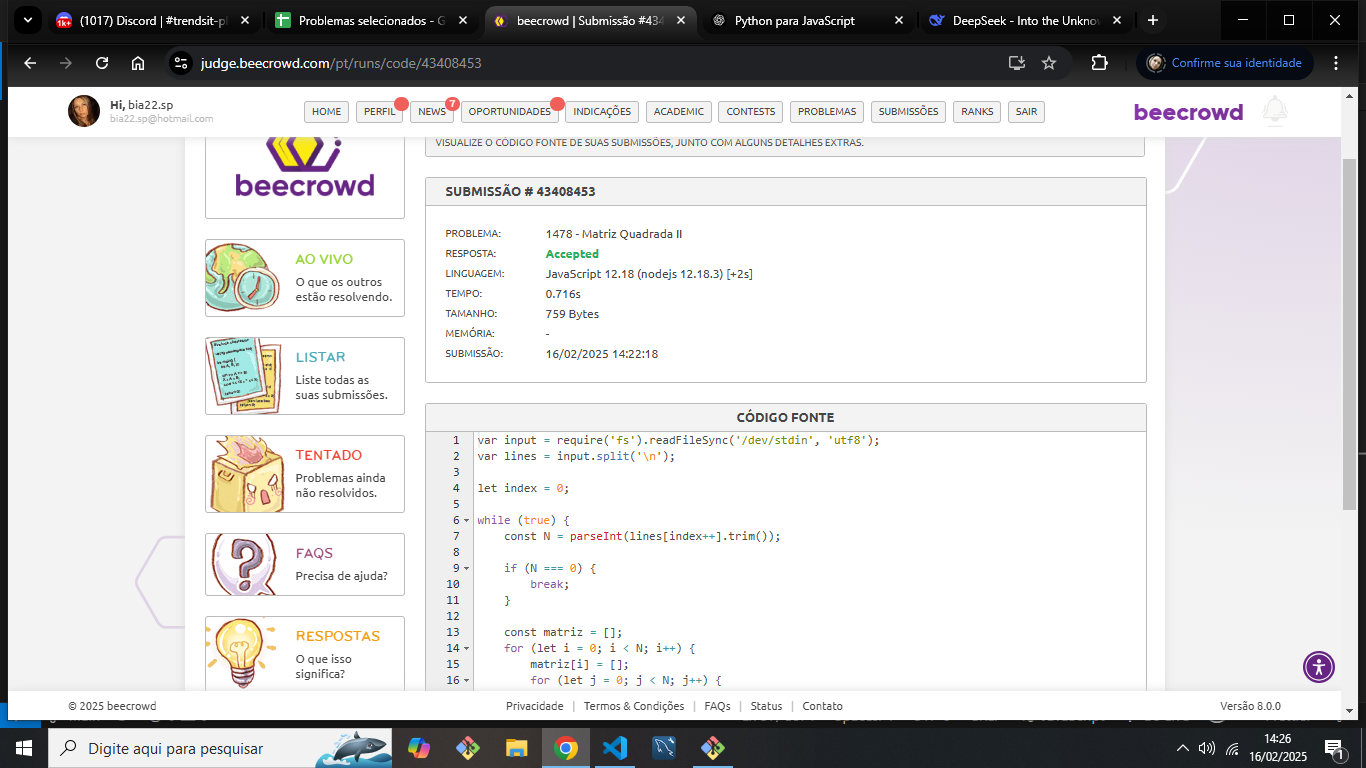 (1017) Discord | #trendsit-pl
Problemas selecionados - G
beecrowd | Submissão #434
Python para JavaScript
DeepSeek - Into the Unkno
judge.beecrowd.com/pt/runs/code/43408453
Confirme sua identidade
Hi, bia22.sp
bia22.sp@hotmail.com
HOME
PERFIL
NEWS
7
OPORTUNIDADES
INDICAÇÕES
ACADEMIC
CONTESTS
PROBLEMAS
SUBMISSÕES
RANKS
SAIR
beecrowd
VISUALIZE O CÓDIGO FONTE DE SUAS SUBMISSÕES, JUNTO COM ALGUNS DETALHES EXTRAS.
beecrowd
AO VIVO
O que os outros
estão resolvendo.
LISTAR
Liste todas as
suas submissões.
TENTADO
Problemas ainda
não resolvidos.
FAQS
Precisa de ajuda?
RESPOSTAS
O que isso
significa?
SUBMISSÃO # 43408453
PROBLEMA: 1478 - Matriz Quadrada II
RESPOSTA: Accepted
LINGUAGEM: JavaScript 12.18 (nodejs 12.18.3) [+2s]
TEMPO: 0.716s
TAMANHO: 759 Bytes
MEMÓRIA: -
SUBMISSÃO: 16/02/2025 14:22:18
CÓDIGO FONTE
1 var input = require('fs').readFileSync('/dev/stdin', 'utf8');
2 var lines = input.split('\n');
3
4 let index = 0;
5
6 while (true) {
7 const N = parseInt(lines[index++].trim());
8
9 if (N === 0) {
10 break;
11 }
12
13 const matriz = [];
14 for (let i = 0; i < N; i++) {
15 matriz[i] = [];
16 for (let j = 0; j < N; j++) {
© 2025 beecrowd
Privacidade | Termos & Condições | FAQs | Status | Contato
Versão 8.0.0
Digite aqui para pesquisar
14:26
16/02/2025
1